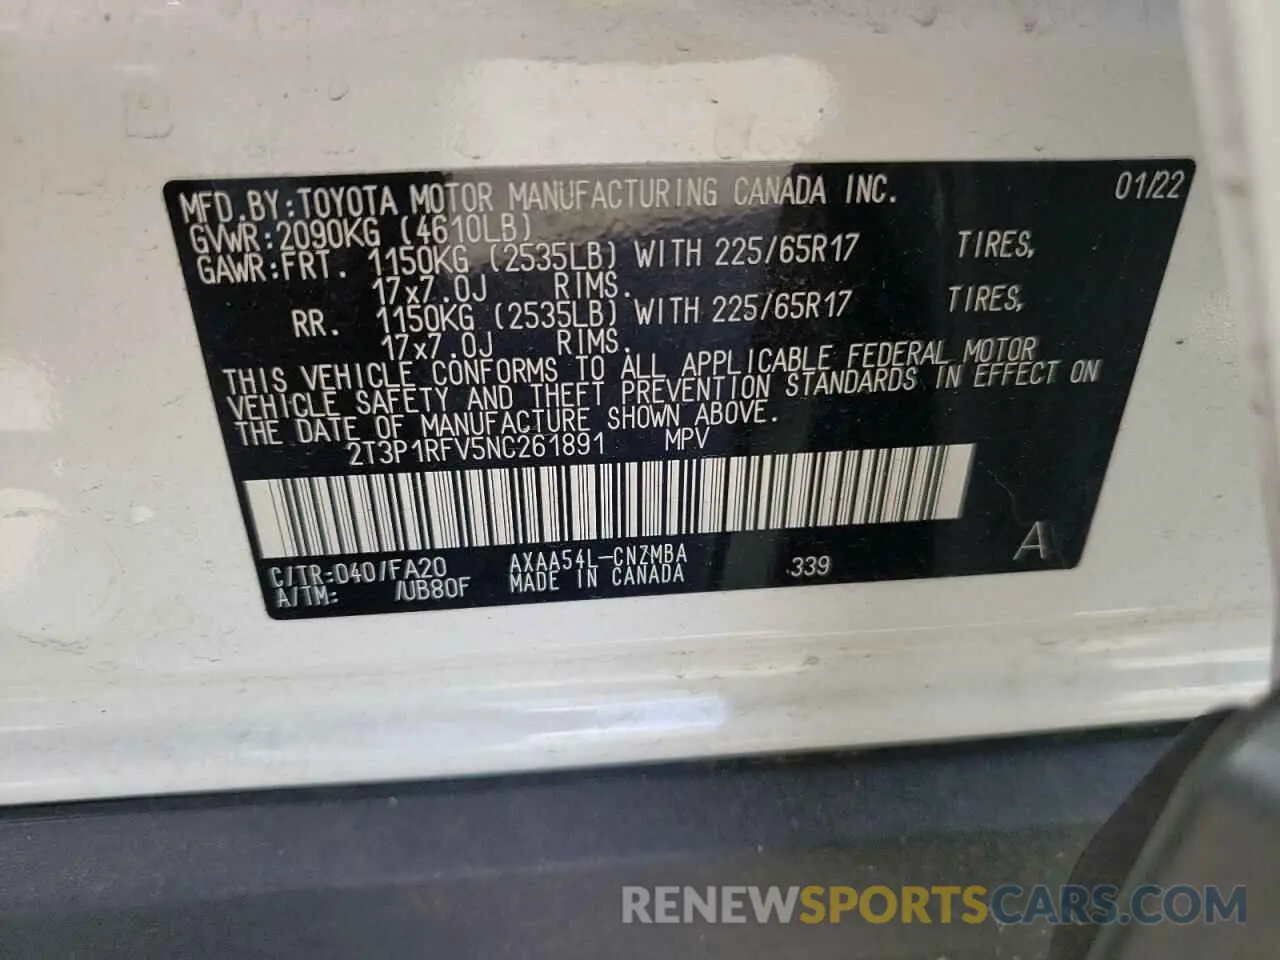 MFD.BY:TOYOTA MOTOR MANUFACTURING CANADA INC. 01/22
GVWR:2090KG (4610LB)
GAWR:FRT. 1150KG (2535LB) WITH 225/65R17 TIRES,
17x7.0J RIMS.
RR. 1150KG (2535LB) WITH 225/65R17 TIRES,
17x7.0J RIMS.
THIS VEHICLE CONFORMS TO ALL APPLICABLE FEDERAL MOTOR
VEHICLE SAFETY AND THEFT PREVENTION STANDARDS IN EFFECT ON
THE DATE OF MANUFACTURE SHOWN ABOVE.
2T3P1RFV5NC261891 MPV
C/TR:040/FA20 AXAA54L-CNZMBA 339 A
A/TM: /UB80F MADE IN CANADA
RENEWSPORTSCARS.COM